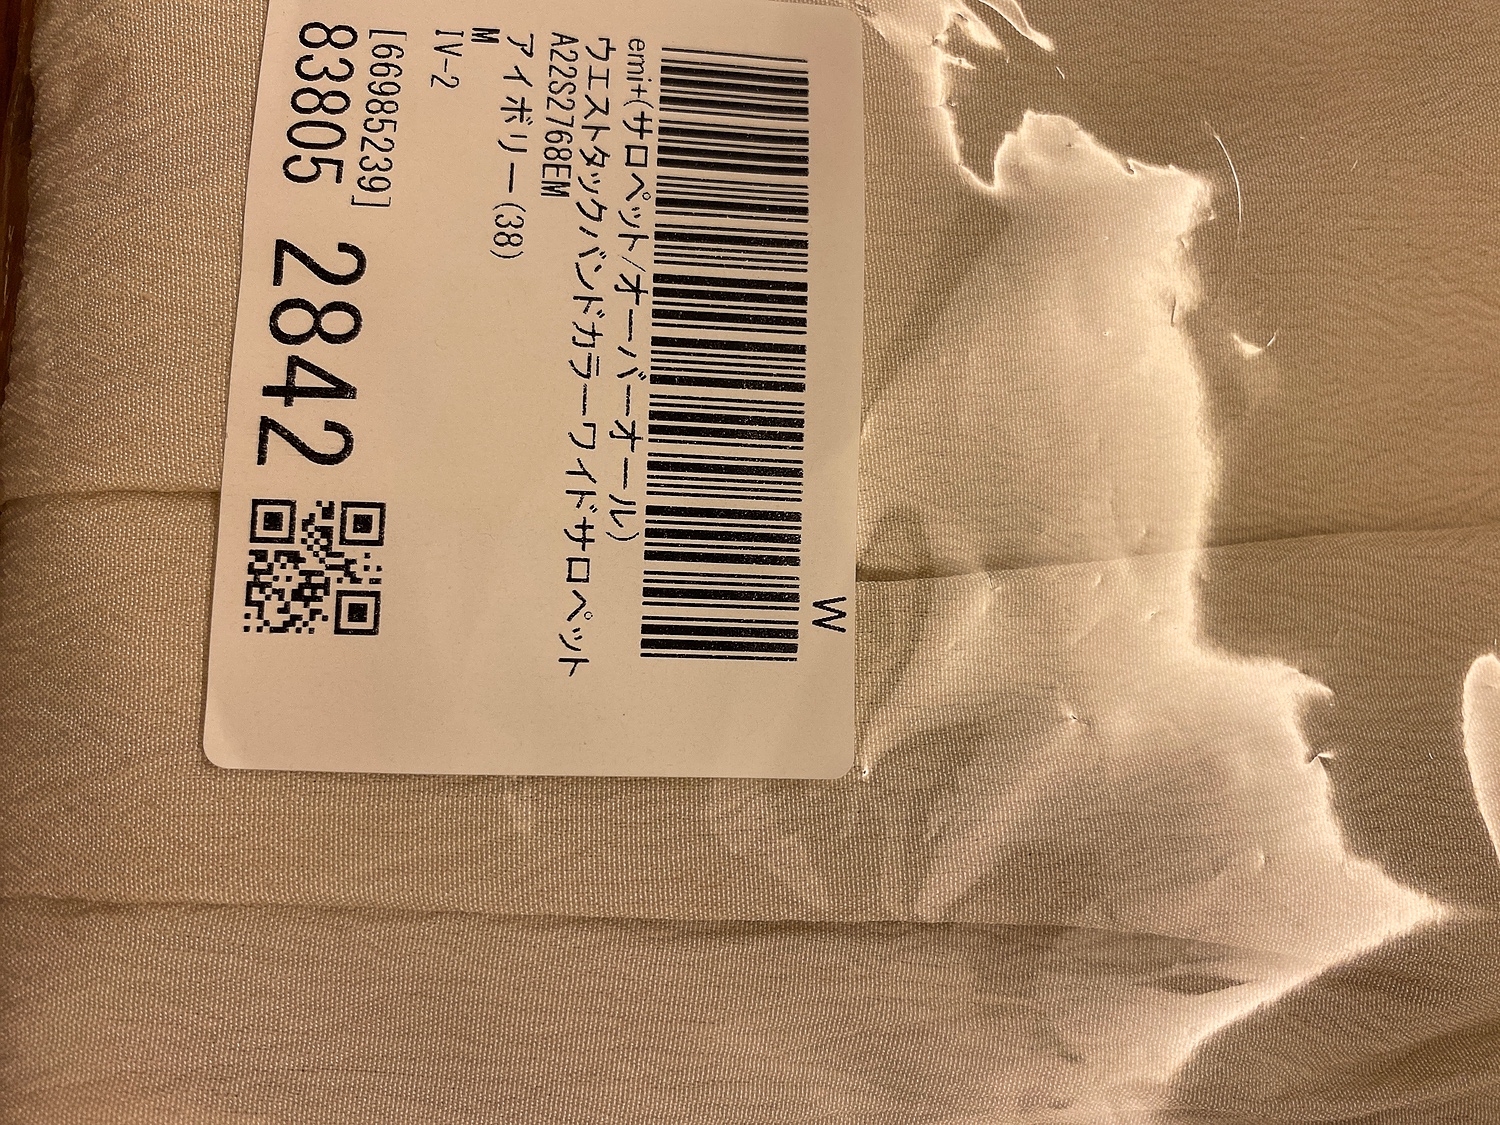 W
emi+(サロペット/オーバーオール)
ウエストタックバンドカラーワイドサロペット
A22S2768EM
アイボリー(38)
M
IV-2
[66985239]
83805 2842